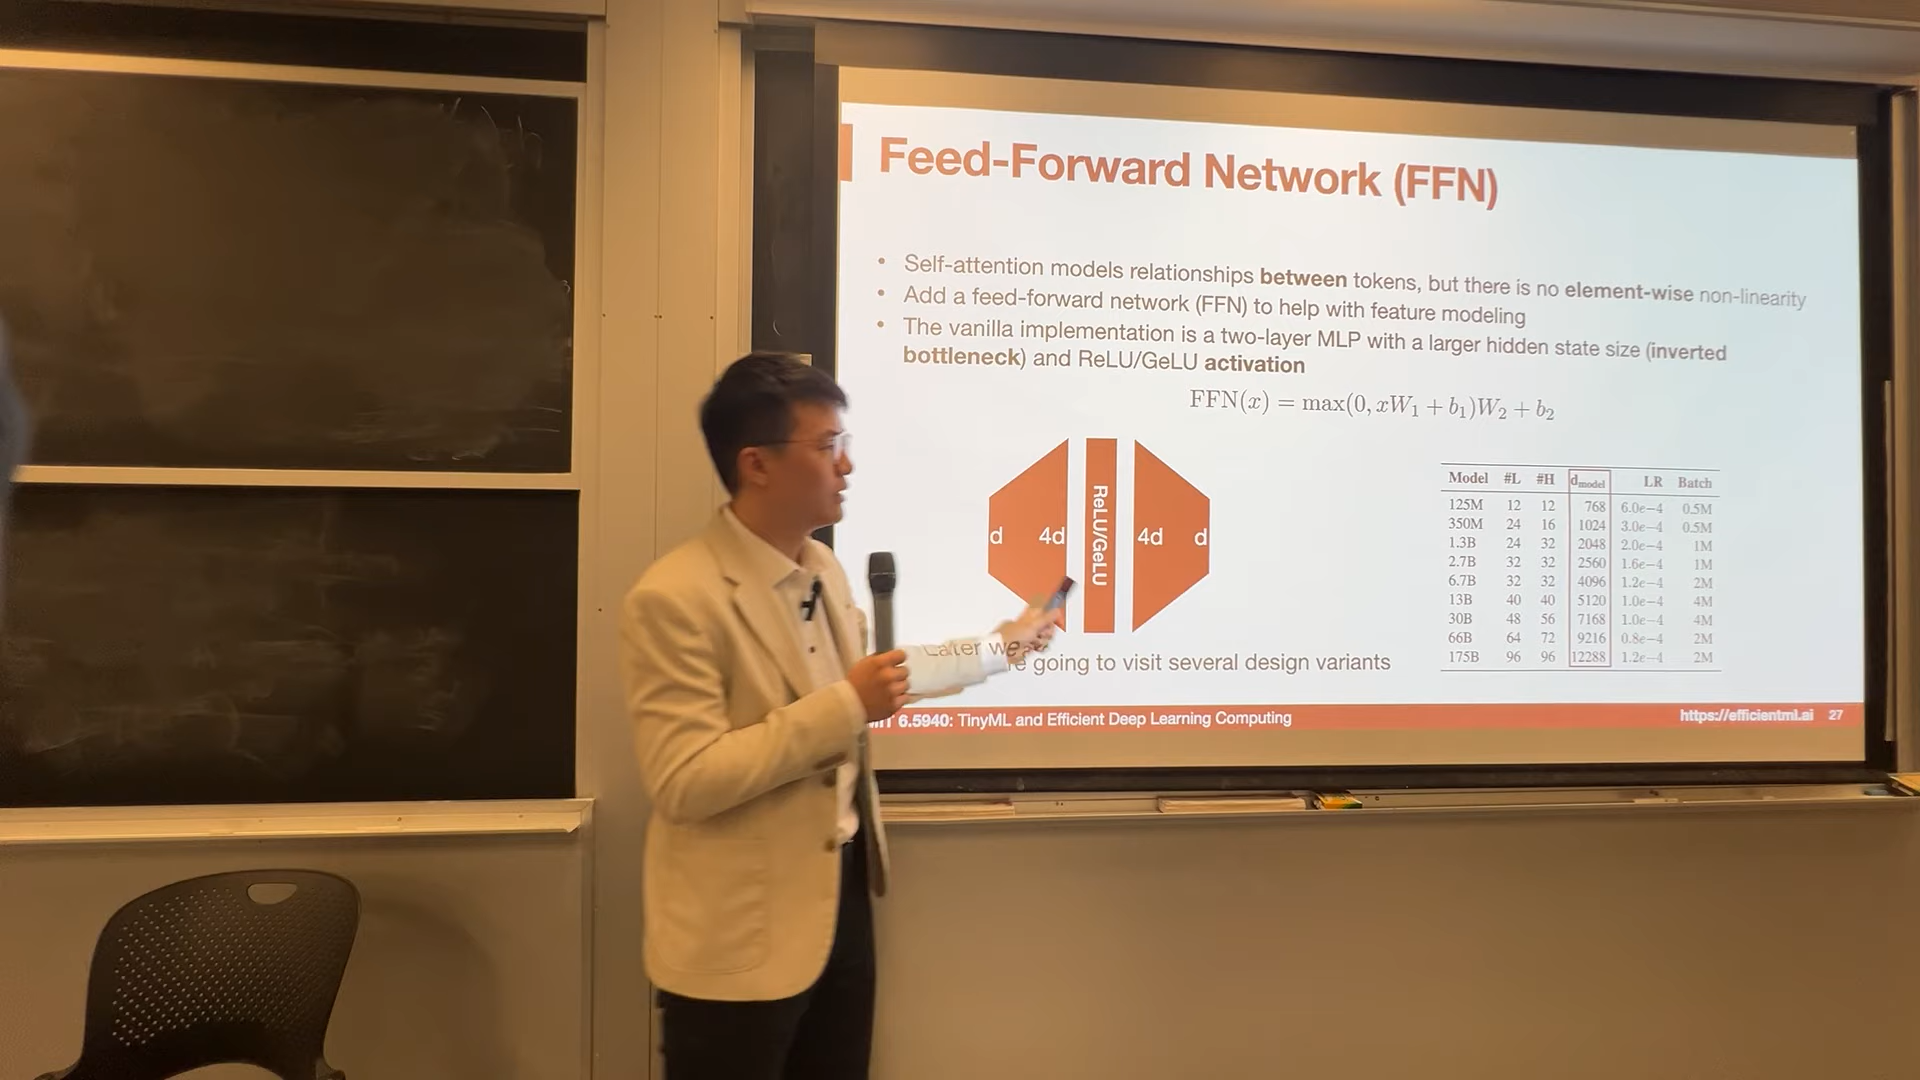 Feed-Forward Network (FFN)
• Self-attention models relationships between tokens, but there is no element-wise non-linearity
• Add a feed-forward network (FFN) to help with feature modeling
• The vanilla implementation is a two-layer MLP with a larger hidden state size (inverted
bottleneck) and ReLU/GeLU activation
FFN(x) = max(0, xW₁ + b₁)W₂ + b₂
d 4d ReLU/GeLU 4d d
Model #L #H d_model LR Batch
125M 12 12 768 6.0e−4 0.5M
350M 24 16 1024 3.0e−4 0.5M
1.3B 24 32 2048 2.0e−4 1M
2.7B 32 32 2560 1.6e−4 1M
6.7B 32 32 4096 1.2e−4 2M
13B 40 40 5120 1.0e−4 4M
30B 48 56 7168 1.0e−4 4M
66B 64 72 9216 0.8e−4 2M
175B 96 96 12288 1.2e−4 2M
Later we're going to visit several design variants
MIT 6.5940: TinyML and Efficient Deep Learning Computing
https://efficientml.ai 27